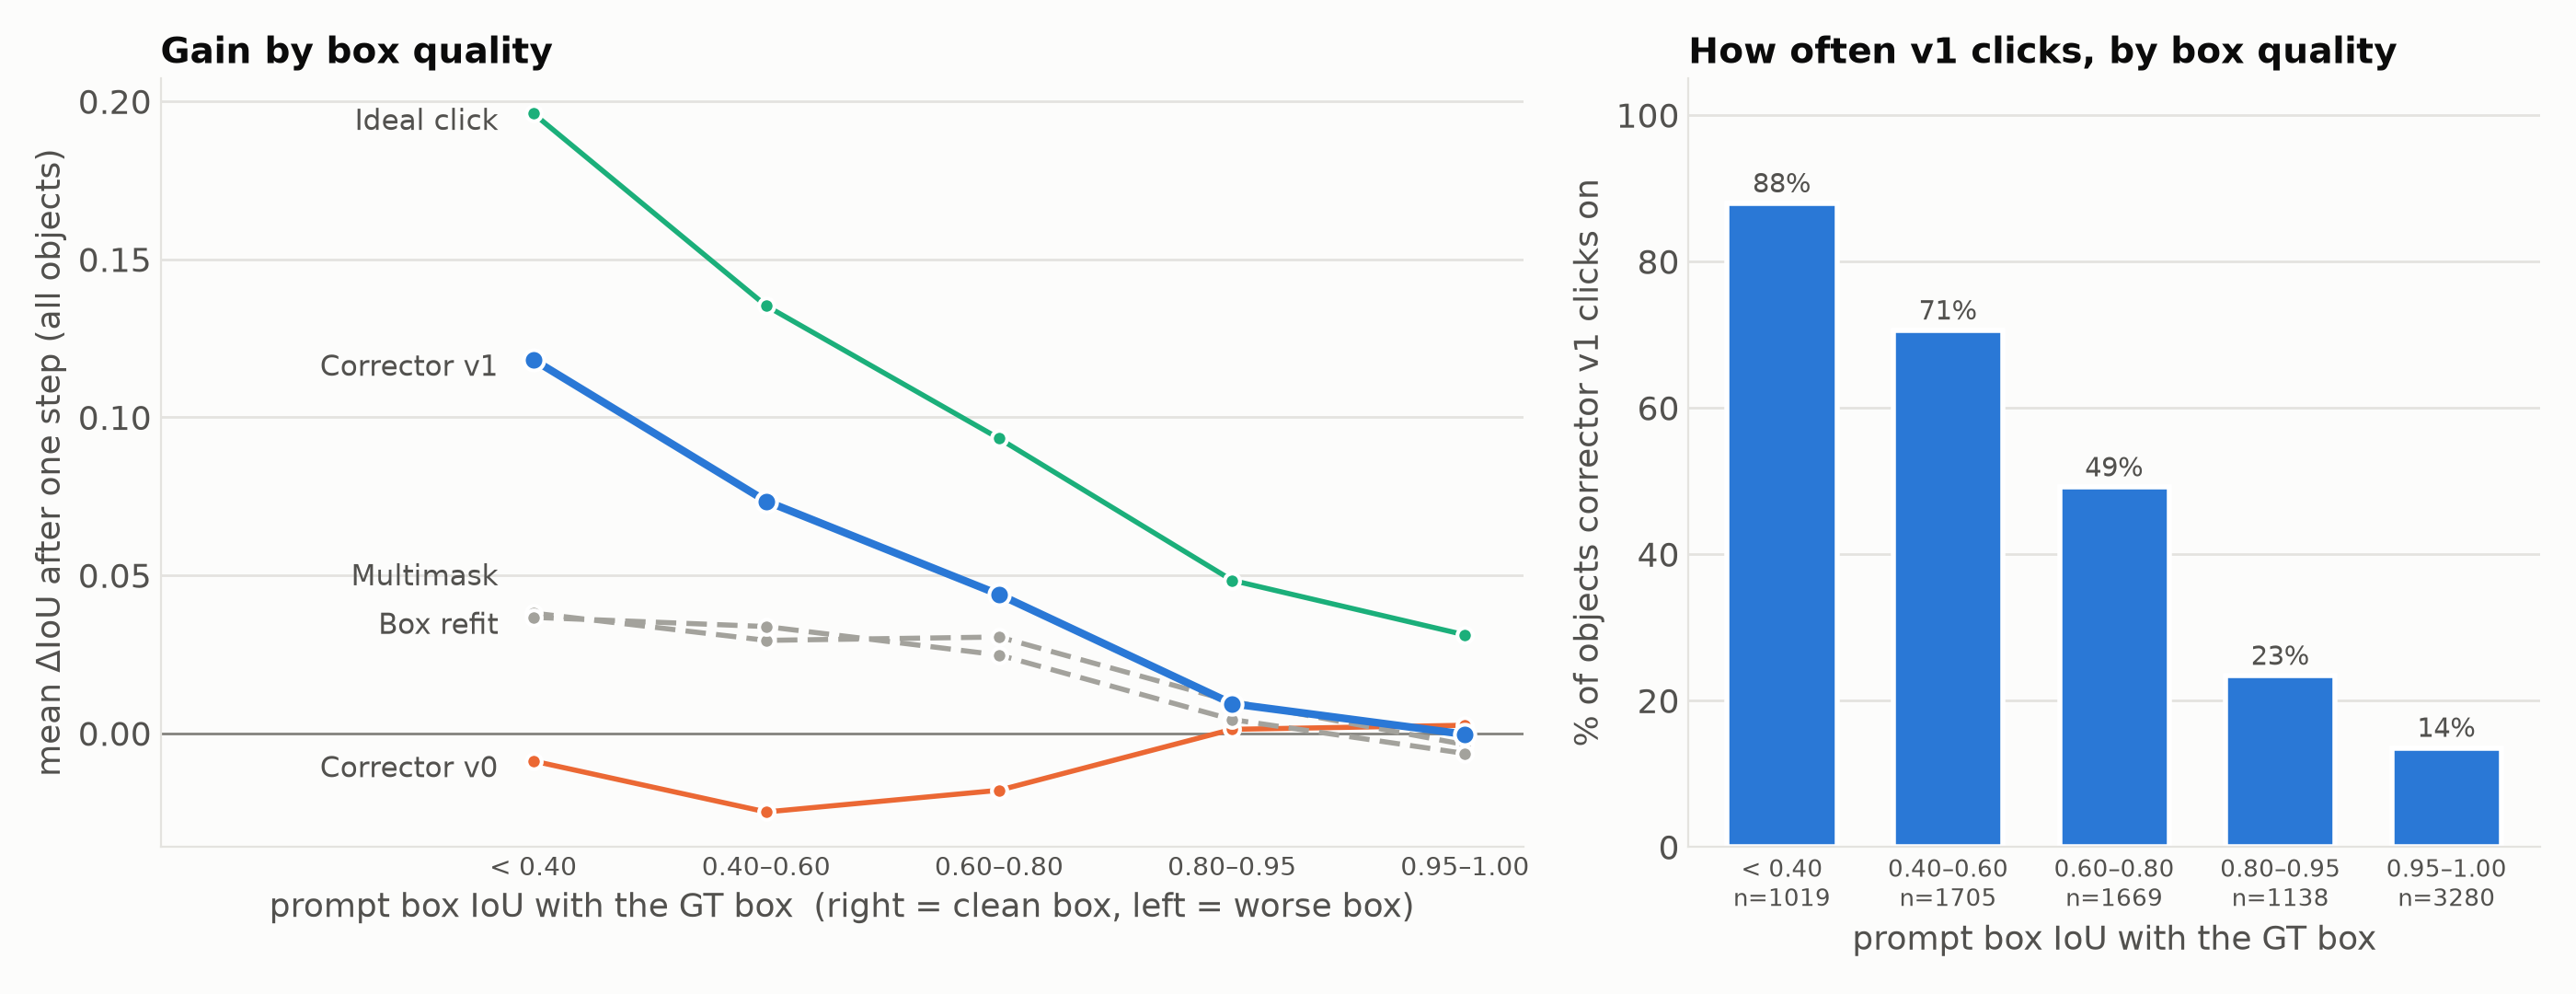 Gain by box quality
mean ΔIoU after one step (all objects)
0.20
0.15
0.10
0.05
0.00
Ideal click
Corrector v1
Multimask
Box refit
Corrector v0
< 0.40
0.40–0.60
0.60–0.80
0.80–0.95
0.95–1.00
prompt box IoU with the GT box  (right = clean box, left = worse box)
How often v1 clicks, by box quality
% of objects corrector v1 clicks on
100
80
60
40
20
0
88%
71%
49%
23%
14%
< 0.40
n=1019
0.40–0.60
n=1705
0.60–0.80
n=1669
0.80–0.95
n=1138
0.95–1.00
n=3280
prompt box IoU with the GT box